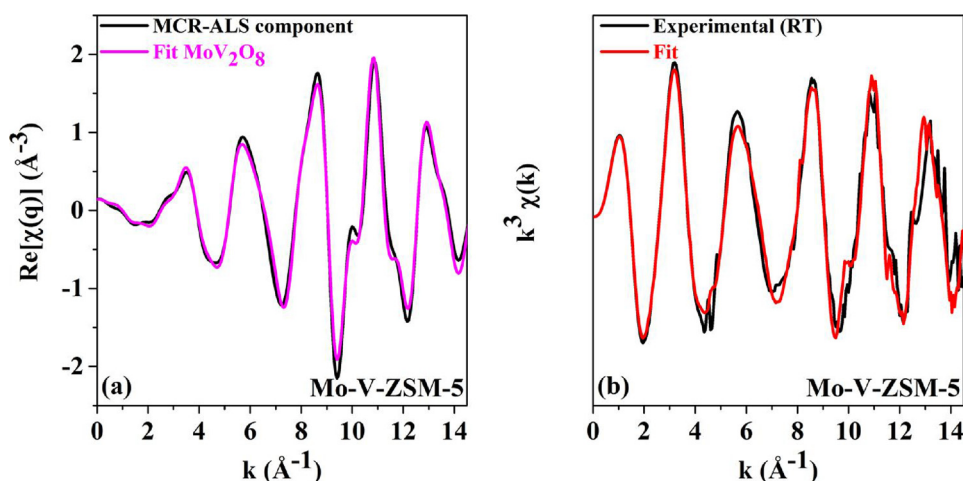 MCR-ALS component
Fit MoV₂O₈
2
1
0
-1
-2
Re[χ(q)] (Å⁻³)
(a)
Mo-V-ZSM-5
0 2 4 6 8 10 12 14
k (Å⁻¹)
Experimental (RT)
Fit
k³ χ(k)
(b)
Mo-V-ZSM-5
0 2 4 6 8 10 12 14
k (Å⁻¹)